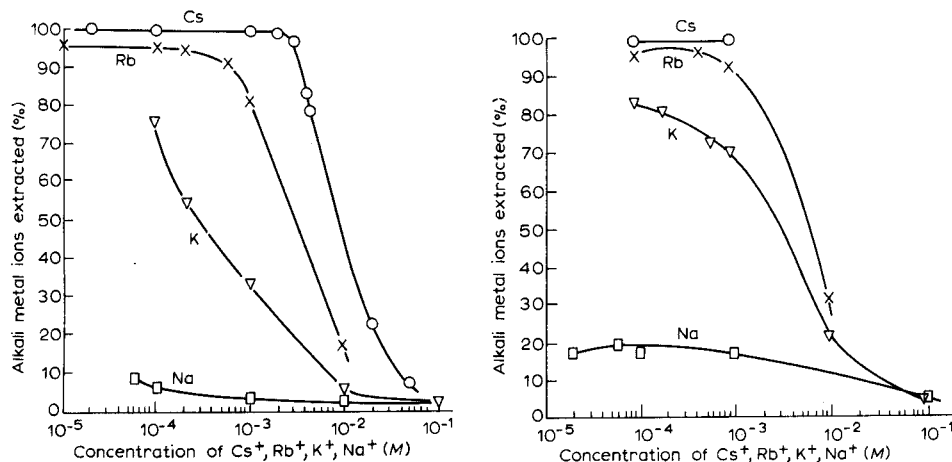 Alkali metal ions extracted (%)
100
90
80
70
60
50
40
30
20
10
0
Cs
Rb
K
Na
10-5 10-4 10-3 10-2 10-1
Concentration of Cs+, Rb+, K+, Na+ (M)
Alkali metal ions extracted (%)
100
90
80
70
60
50
40
30
20
10
0
Cs
Rb
K
Na
10-5 10-4 10-3 10-2 10-1
Concentration of Cs+, Rb+, K+, Na+ (M)